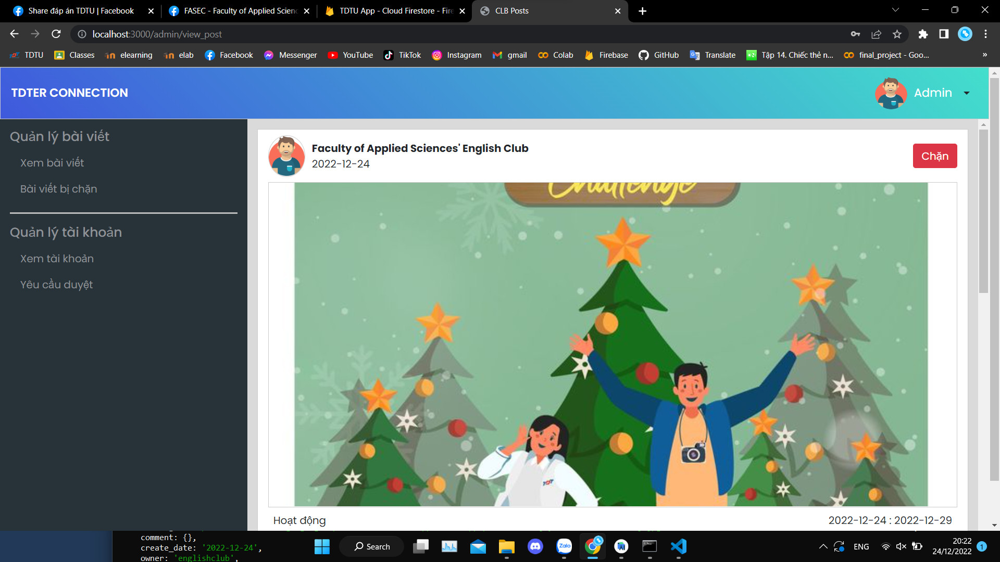 Share đáp án TDTU | Facebook
FASEC - Faculty of Applied Scienc
TDTU App - Cloud Firestore - Fire
CLB Posts
localhost:3000/admin/view_post
TDTU
Classes
elearning
elab
Facebook
Messenger
YouTube
TikTok
Instagram
gmail
Colab
Firebase
GitHub
Translate
Tập 14. Chiếc thẻ n...
final_project - Goo...
TDTER CONNECTION
Admin
Quản lý bài viết
Xem bài viết
Bài viết bị chặn
Quản lý tài khoản
Xem tài khoản
Yêu cầu duyệt
Faculty of Applied Sciences' English Club
2022-12-24
Chặn
Challenge
TDT
Hoạt động
2022-12-24 : 2022-12-29
comment: {},
create_date: '2022-12-24',
owner: 'englishclub',
Search
Zalo
ENG
20:22
24/12/2022
1